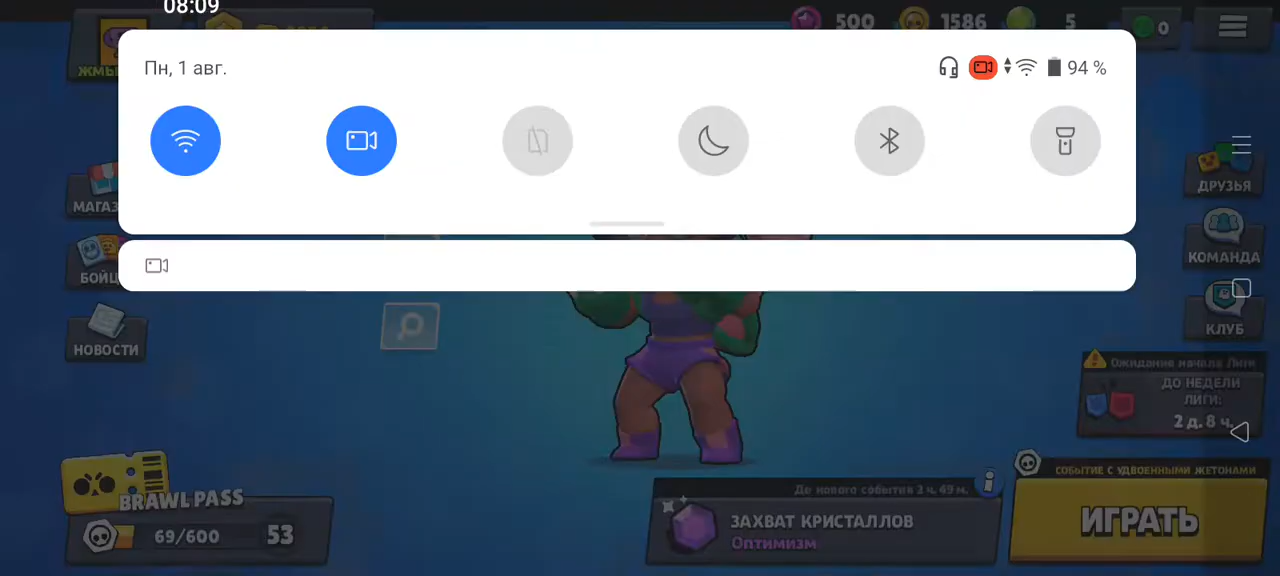 08:09
500
1586
5
0
Пн, 1 авг.
94 %
МАГАЗ
БОЙЦ
НОВОСТИ
ДРУЗЬЯ
КОМАНДА
КЛУБ
Ожидание начала Лиги
ДО НЕДЕЛИ
ЛИГИ:
2 д. 8 ч.
BRAWL PASS
69/600
53
До нового события 3 ч. 49 м.
ЗАХВАТ КРИСТАЛЛОВ
Оптимизм
СОБЫТИЕ С УДВОЕННЫМИ ЖЕТОНАМИ
ИГРАТЬ